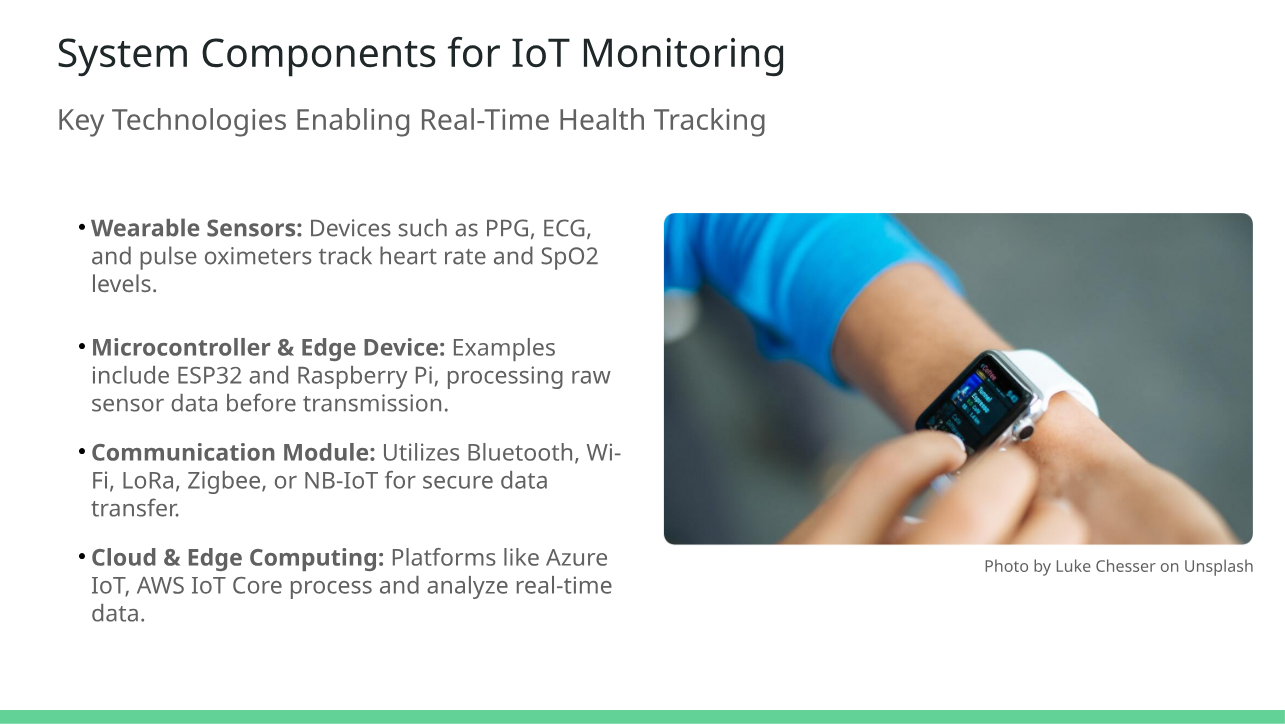 System Components for IoT Monitoring
Key Technologies Enabling Real-Time Health Tracking
• Wearable Sensors: Devices such as PPG, ECG,
and pulse oximeters track heart rate and SpO2
levels.
• Microcontroller & Edge Device: Examples
include ESP32 and Raspberry Pi, processing raw
sensor data before transmission.
• Communication Module: Utilizes Bluetooth, Wi-
Fi, LoRa, Zigbee, or NB-IoT for secure data
transfer.
• Cloud & Edge Computing: Platforms like Azure
IoT, AWS IoT Core process and analyze real-time
data.
Photo by Luke Chesser on Unsplash